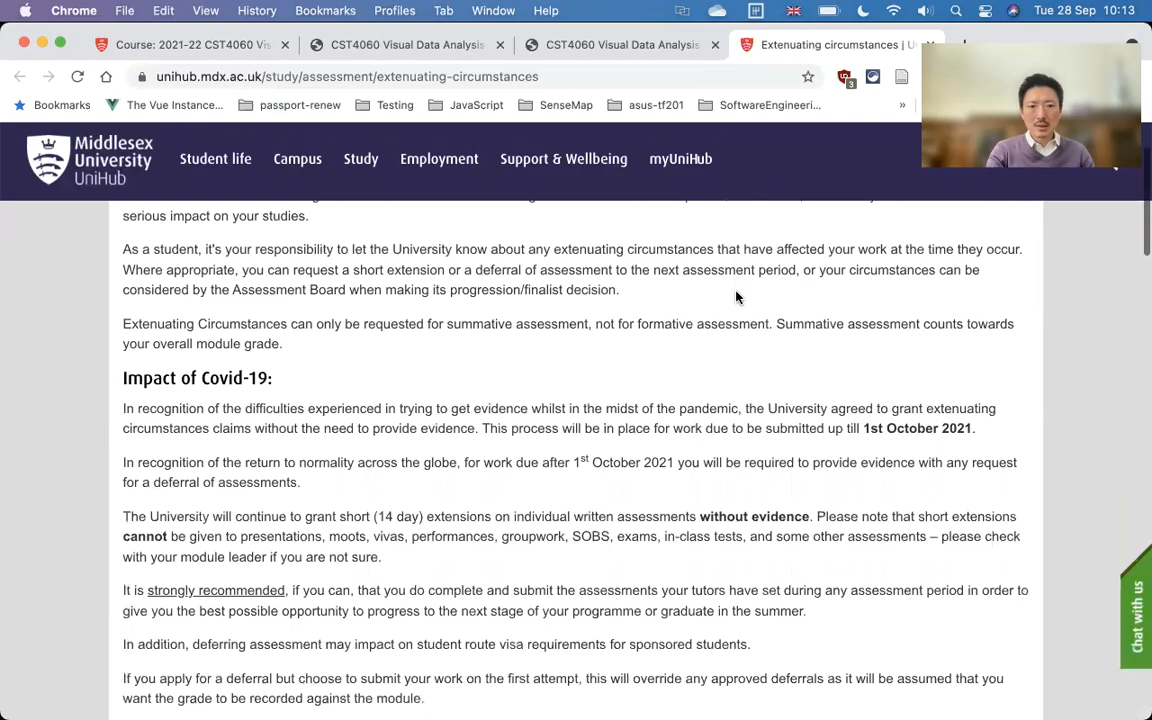 Chrome File Edit View History Bookmarks Profiles Tab Window Help Tue 28 Sep 10:13
Course: 2021-22 CST4060 Vis CST4060 Visual Data Analysis CST4060 Visual Data Analysis Extenuating circumstances | U
unihub.mdx.ac.uk/study/assessment/extenuating-circumstances 3
Bookmarks The Vue Instance... passport-renew Testing JavaScript SenseMap asus-tf201 SoftwareEngineeri... »
Middlesex
University
UniHub
Student life Campus Study Employment Support & Wellbeing myUniHub
serious impact on your studies.
As a student, it's your responsibility to let the University know about any extenuating circumstances that have affected your work at the time they occur.
Where appropriate, you can request a short extension or a deferral of assessment to the next assessment period, or your circumstances can be
considered by the Assessment Board when making its progression/finalist decision.
Extenuating Circumstances can only be requested for summative assessment, not for formative assessment. Summative assessment counts towards
your overall module grade.
Impact of Covid-19:
In recognition of the difficulties experienced in trying to get evidence whilst in the midst of the pandemic, the University agreed to grant extenuating
circumstances claims without the need to provide evidence. This process will be in place for work due to be submitted up till 1st October 2021.
In recognition of the return to normality across the globe, for work due after 1st October 2021 you will be required to provide evidence with any request
for a deferral of assessments.
The University will continue to grant short (14 day) extensions on individual written assessments without evidence. Please note that short extensions
cannot be given to presentations, moots, vivas, performances, groupwork, SOBS, exams, in-class tests, and some other assessments – please check
with your module leader if you are not sure.
It is strongly recommended, if you can, that you do complete and submit the assessments your tutors have set during any assessment period in order to
give you the best possible opportunity to progress to the next stage of your programme or graduate in the summer.
In addition, deferring assessment may impact on student route visa requirements for sponsored students.
If you apply for a deferral but choose to submit your work on the first attempt, this will override any approved deferrals as it will be assumed that you
want the grade to be recorded against the module.
Chat with us